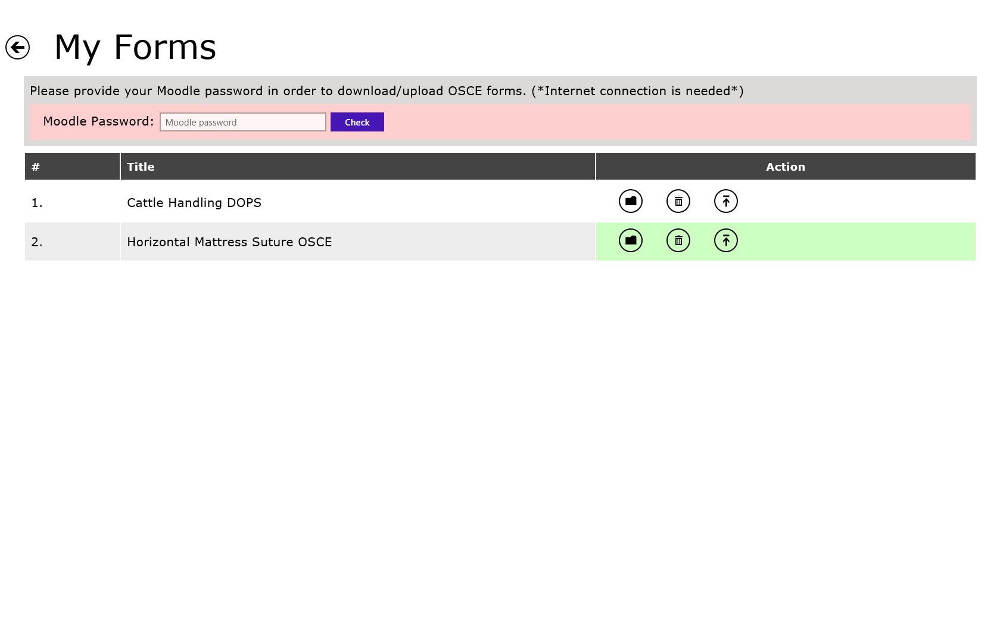 My Forms
Please provide your Moodle password in order to download/upload OSCE forms. (*Internet connection is needed*)
Moodle Password: Moodle password Check
# Title Action
1. Cattle Handling DOPS
2. Horizontal Mattress Suture OSCE